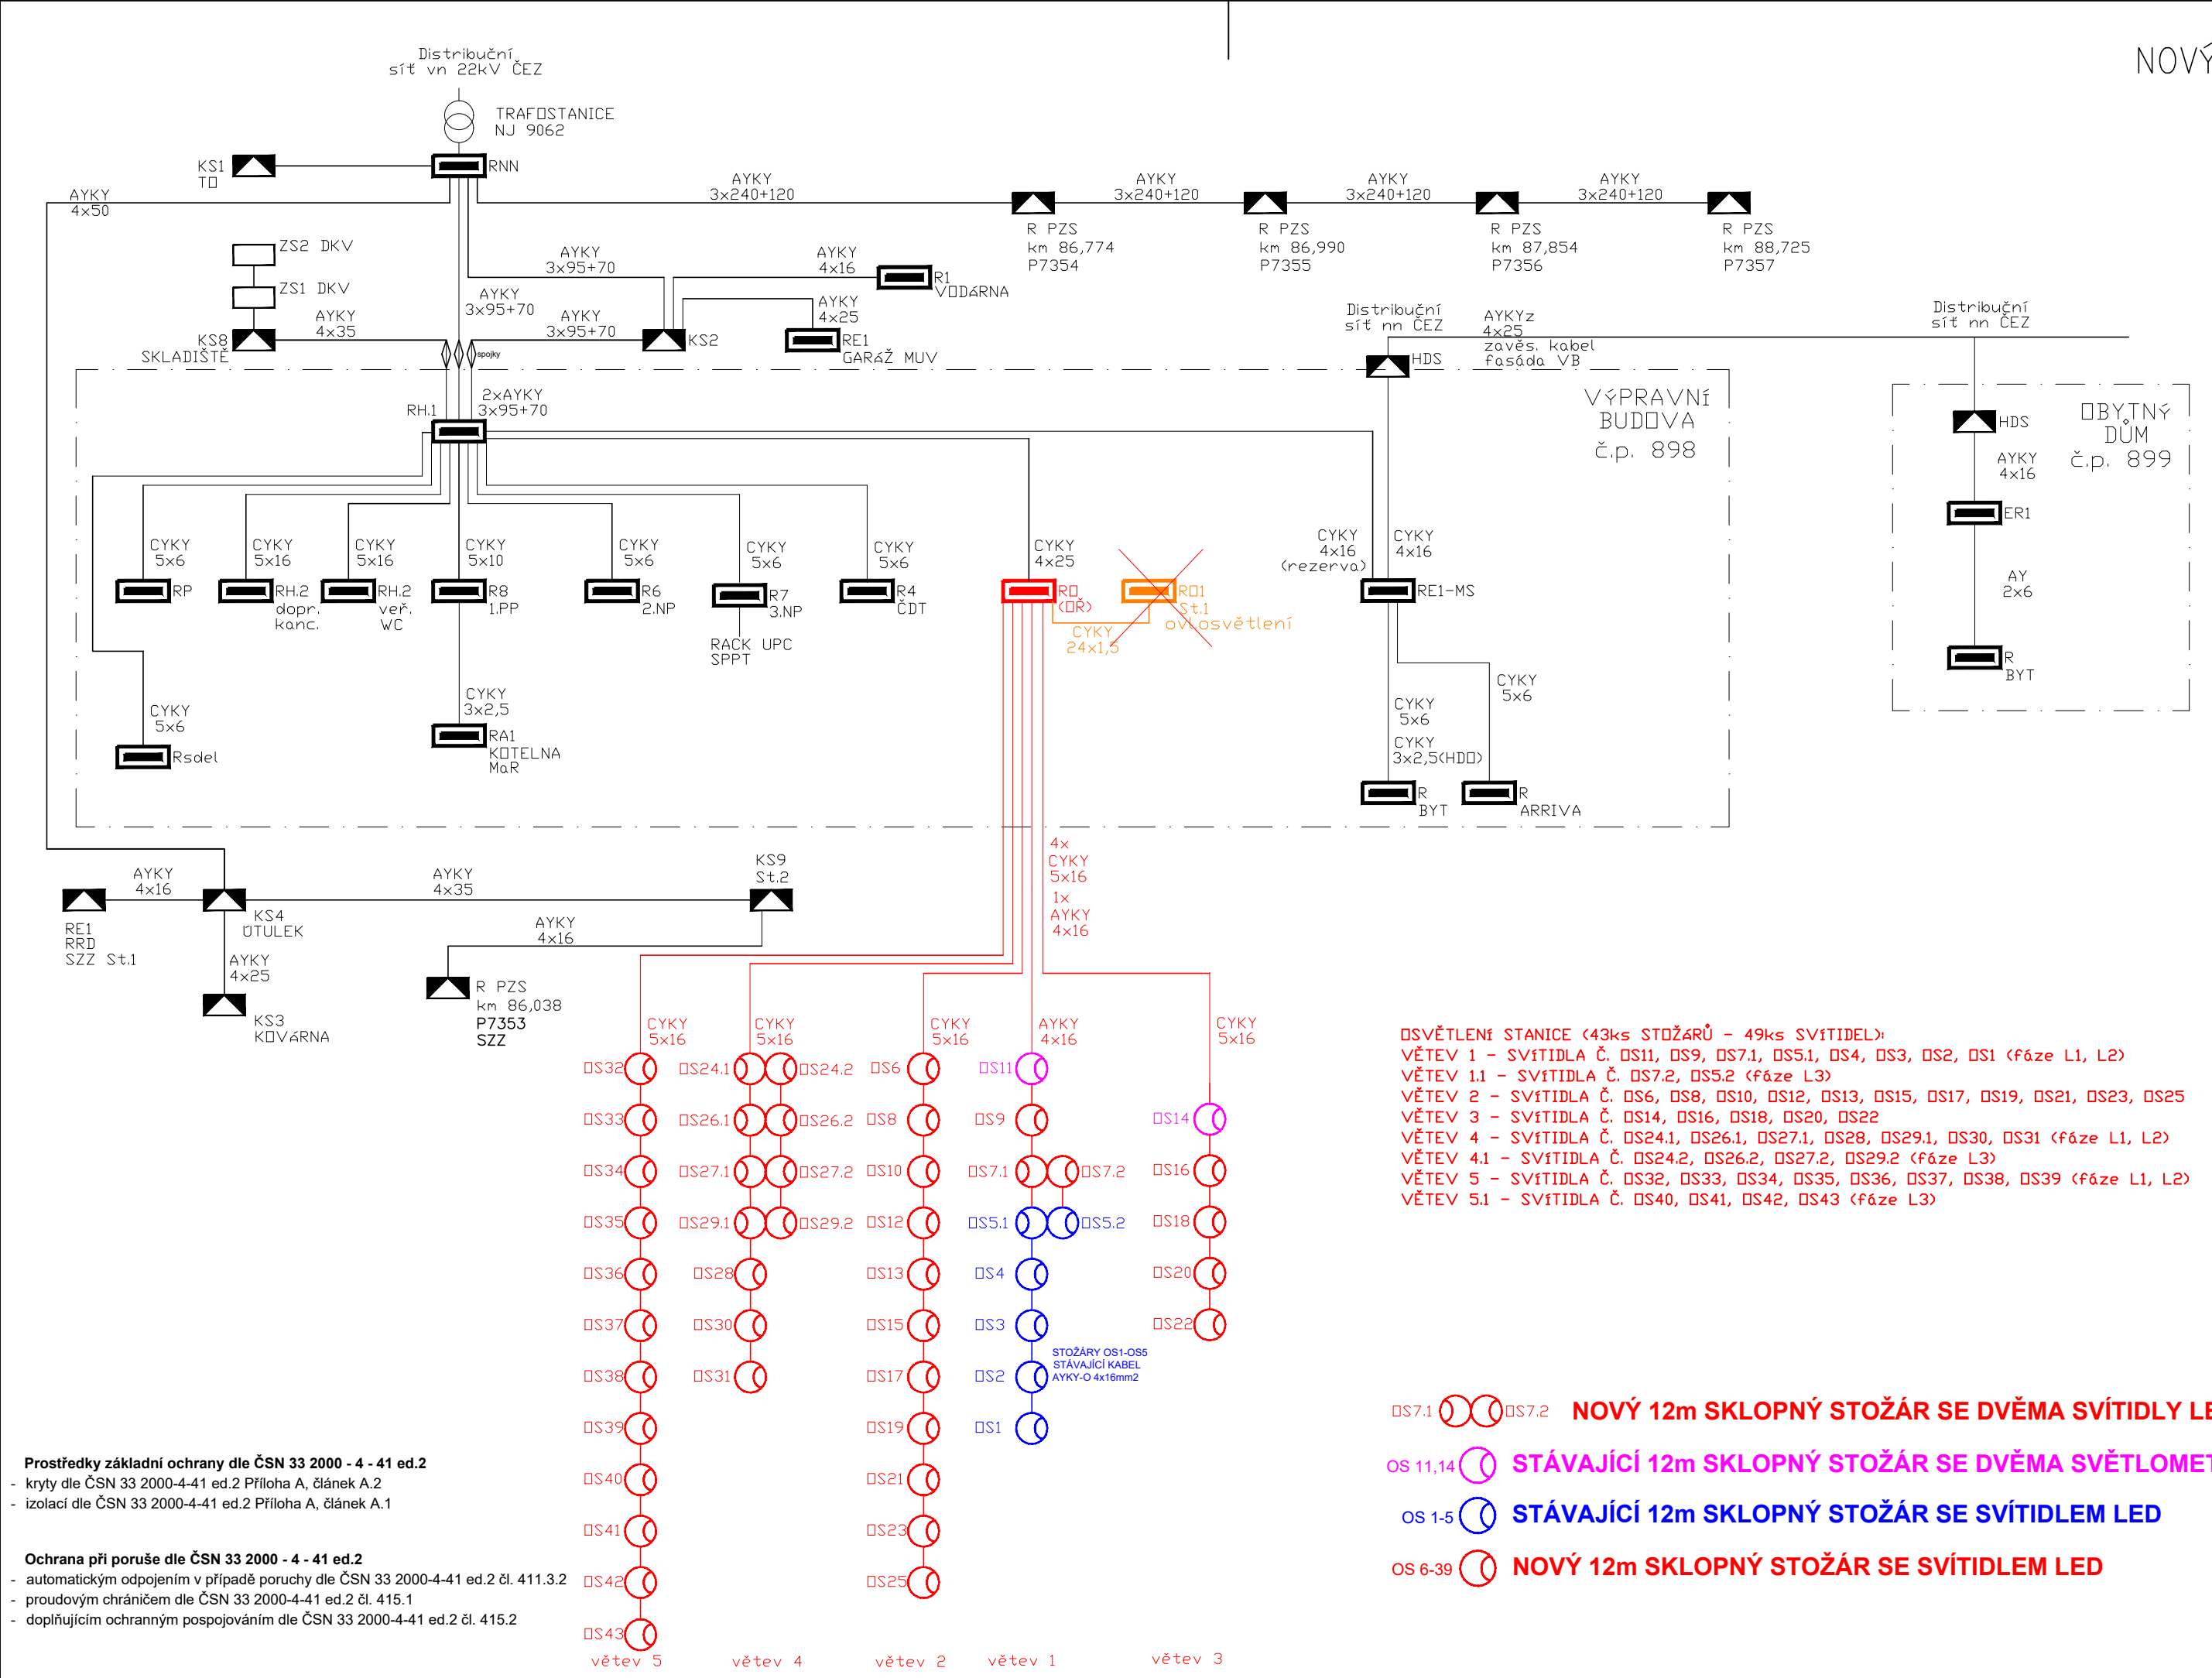 NOVÝ
Distribuční
síť vn 22kV ČEZ
TRAFOSTANICE
NJ 9062
KS1
TO
RNN
AYKY
4x50
AYKY
3x240+120
AYKY
3x240+120
AYKY
3x240+120
AYKY
3x240+120
R PZS
km 86,774
P7354
R PZS
km 86,990
P7355
R PZS
km 87,854
P7356
R PZS
km 88,725
P7357
ZS2 DKV
ZS1 DKV
KS8
SKLADIŠTĚ
AYKY
4x35
AYKY
3x95+70
AYKY
3x95+70
AYKY
3x95+70
AYKY
4x16
R1
VODÁRNA
AYKY
4x25
KS2
RE1
GARÁŽ MUV
spojky
Distribuční
síť nn ČEZ
AYKYz
4x25
zavěs. kabel
fasáda VB
HDS
Distribuční
síť nn ČEZ
RH.1
2xAYKY
3x95+70
VÝPRAVNÍ
BUDOVA
č.p. 898
HDS
OBYTNÝ
DŮM
č.p. 899
AYKY
4x16
ER1
AY
2x6
R
BYT
CYKY
5x6
RP
CYKY
5x16
RH.2
dopr.
kanc.
CYKY
5x16
RH.2
veř.
WC
CYKY
5x10
R8
1.PP
CYKY
5x6
R6
2.NP
CYKY
5x6
R7
3.NP
RACK UPC
SPPT
CYKY
5x6
R4
ČDT
CYKY
4x25
RO
(OŘ)
RO1
St.1
ovl.osvětlení
CYKY
24x1,5
CYKY
4x16
(rezerva)
CYKY
4x16
RE1-MS
CYKY
5x6
Rsdel
CYKY
3x2,5
RA1
KOTELNA
MaR
CYKY
5x6
CYKY
3x2,5(HDO)
CYKY
5x6
R
BYT
R
ARRIVA
4x
CYKY
5x16
1x
AYKY
4x16
AYKY
4x16
RE1
RRD
SZZ St.1
KS4
ÚTULEK
AYKY
4x35
KS9
St.2
AYKY
4x16
AYKY
4x25
KS3
KOVÁRNA
R PZS
km 86,038
P7353
SZZ
CYKY
5x16
CYKY
5x16
CYKY
5x16
AYKY
4x16
CYKY
5x16
OS32
OS33
OS34
OS35
OS36
OS37
OS38
OS39
OS40
OS41
OS42
OS43
větev 5
OS24.1
OS24.2
OS26.1
OS26.2
OS27.1
OS27.2
OS29.1
OS29.2
OS28
OS30
OS31
větev 4
OS6
OS8
OS10
OS12
OS13
OS15
OS17
OS19
OS21
OS23
OS25
větev 2
OS11
OS9
OS7.1
OS7.2
OS5.1
OS5.2
OS4
OS3
OS2
OS1
STOŽÁRY OS1-OS5
STÁVAJÍCÍ KABEL
AYKY-O 4x16mm2
větev 1
OS14
OS16
OS18
OS20
OS22
větev 3
OSVĚTLENÍ STANICE (43ks STOŽÁRŮ - 49ks SVÍTIDEL):
VĚTEV 1 - SVÍTIDLA Č. OS11, OS9, OS7.1, OS5.1, OS4, OS3, OS2, OS1 (fáze L1, L2)
VĚTEV 1.1 - SVÍTIDLA Č. OS7.2, OS5.2 (fáze L3)
VĚTEV 2 - SVÍTIDLA Č. OS6, OS8, OS10, OS12, OS13, OS15, OS17, OS19, OS21, OS23, OS25
VĚTEV 3 - SVÍTIDLA Č. OS14, OS16, OS18, OS20, OS22
VĚTEV 4 - SVÍTIDLA Č. OS24.1, OS26.1, OS27.1, OS28, OS29.1, OS30, OS31 (fáze L1, L2)
VĚTEV 4.1 - SVÍTIDLA Č. OS24.2, OS26.2, OS27.2, OS29.2 (fáze L3)
VĚTEV 5 - SVÍTIDLA Č. OS32, OS33, OS34, OS35, OS36, OS37, OS38, OS39 (fáze L1, L2)
VĚTEV 5.1 - SVÍTIDLA Č. OS40, OS41, OS42, OS43 (fáze L3)
OS7.1 OS7.2 NOVÝ 12m SKLOPNÝ STOŽÁR SE DVĚMA SVÍTIDLY LE
OS 11,14 STÁVAJÍCÍ 12m SKLOPNÝ STOŽÁR SE DVĚMA SVĚTLOMET
OS 1-5 STÁVAJÍCÍ 12m SKLOPNÝ STOŽÁR SE SVÍTIDLEM LED
OS 6-39 NOVÝ 12m SKLOPNÝ STOŽÁR SE SVÍTIDLEM LED
Prostředky základní ochrany dle ČSN 33 2000 - 4 - 41 ed.2
- kryty dle ČSN 33 2000-4-41 ed.2 Příloha A, článek A.2
- izolací dle ČSN 33 2000-4-41 ed.2 Příloha A, článek A.1
Ochrana při poruše dle ČSN 33 2000 - 4 - 41 ed.2
- automatickým odpojením v případě poruchy dle ČSN 33 2000-4-41 ed.2 čl. 411.3.2
- proudovým chráničem dle ČSN 33 2000-4-41 ed.2 čl. 415.1
- doplňujícím ochranným pospojováním dle ČSN 33 2000-4-41 ed.2 čl. 415.2